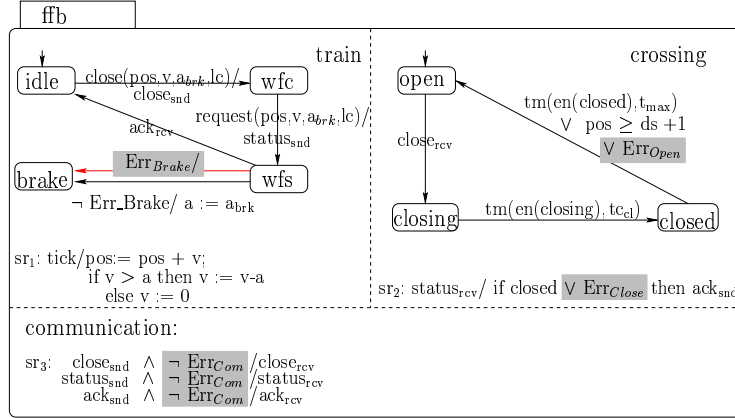 ffb
train
crossing
idle
close(pos,v,a_brk,lc)/
close_snd
wfc
request(pos,v,a_brk,lc)/
status_snd
ack_rcv
Err_Brake/
brake
wfs
¬ Err_Brake/ a := a_brk
sr_1: tick/pos:= pos + v;
if v > a then v := v-a
else v := 0
open
tm(en(closed),t_max)
∨ pos ≥ ds +1
∨ Err_Open
close_rcv
closing
tm(en(closing), tc_cl)
closed
sr_2: status_rcv/ if closed ∨ Err_Close then ack_snd
communication:
sr_3: close_snd ∧ ¬ Err_Com /close_rcv
status_snd ∧ ¬ Err_Com /status_rcv
ack_snd ∧ ¬ Err_Com /ack_rcv